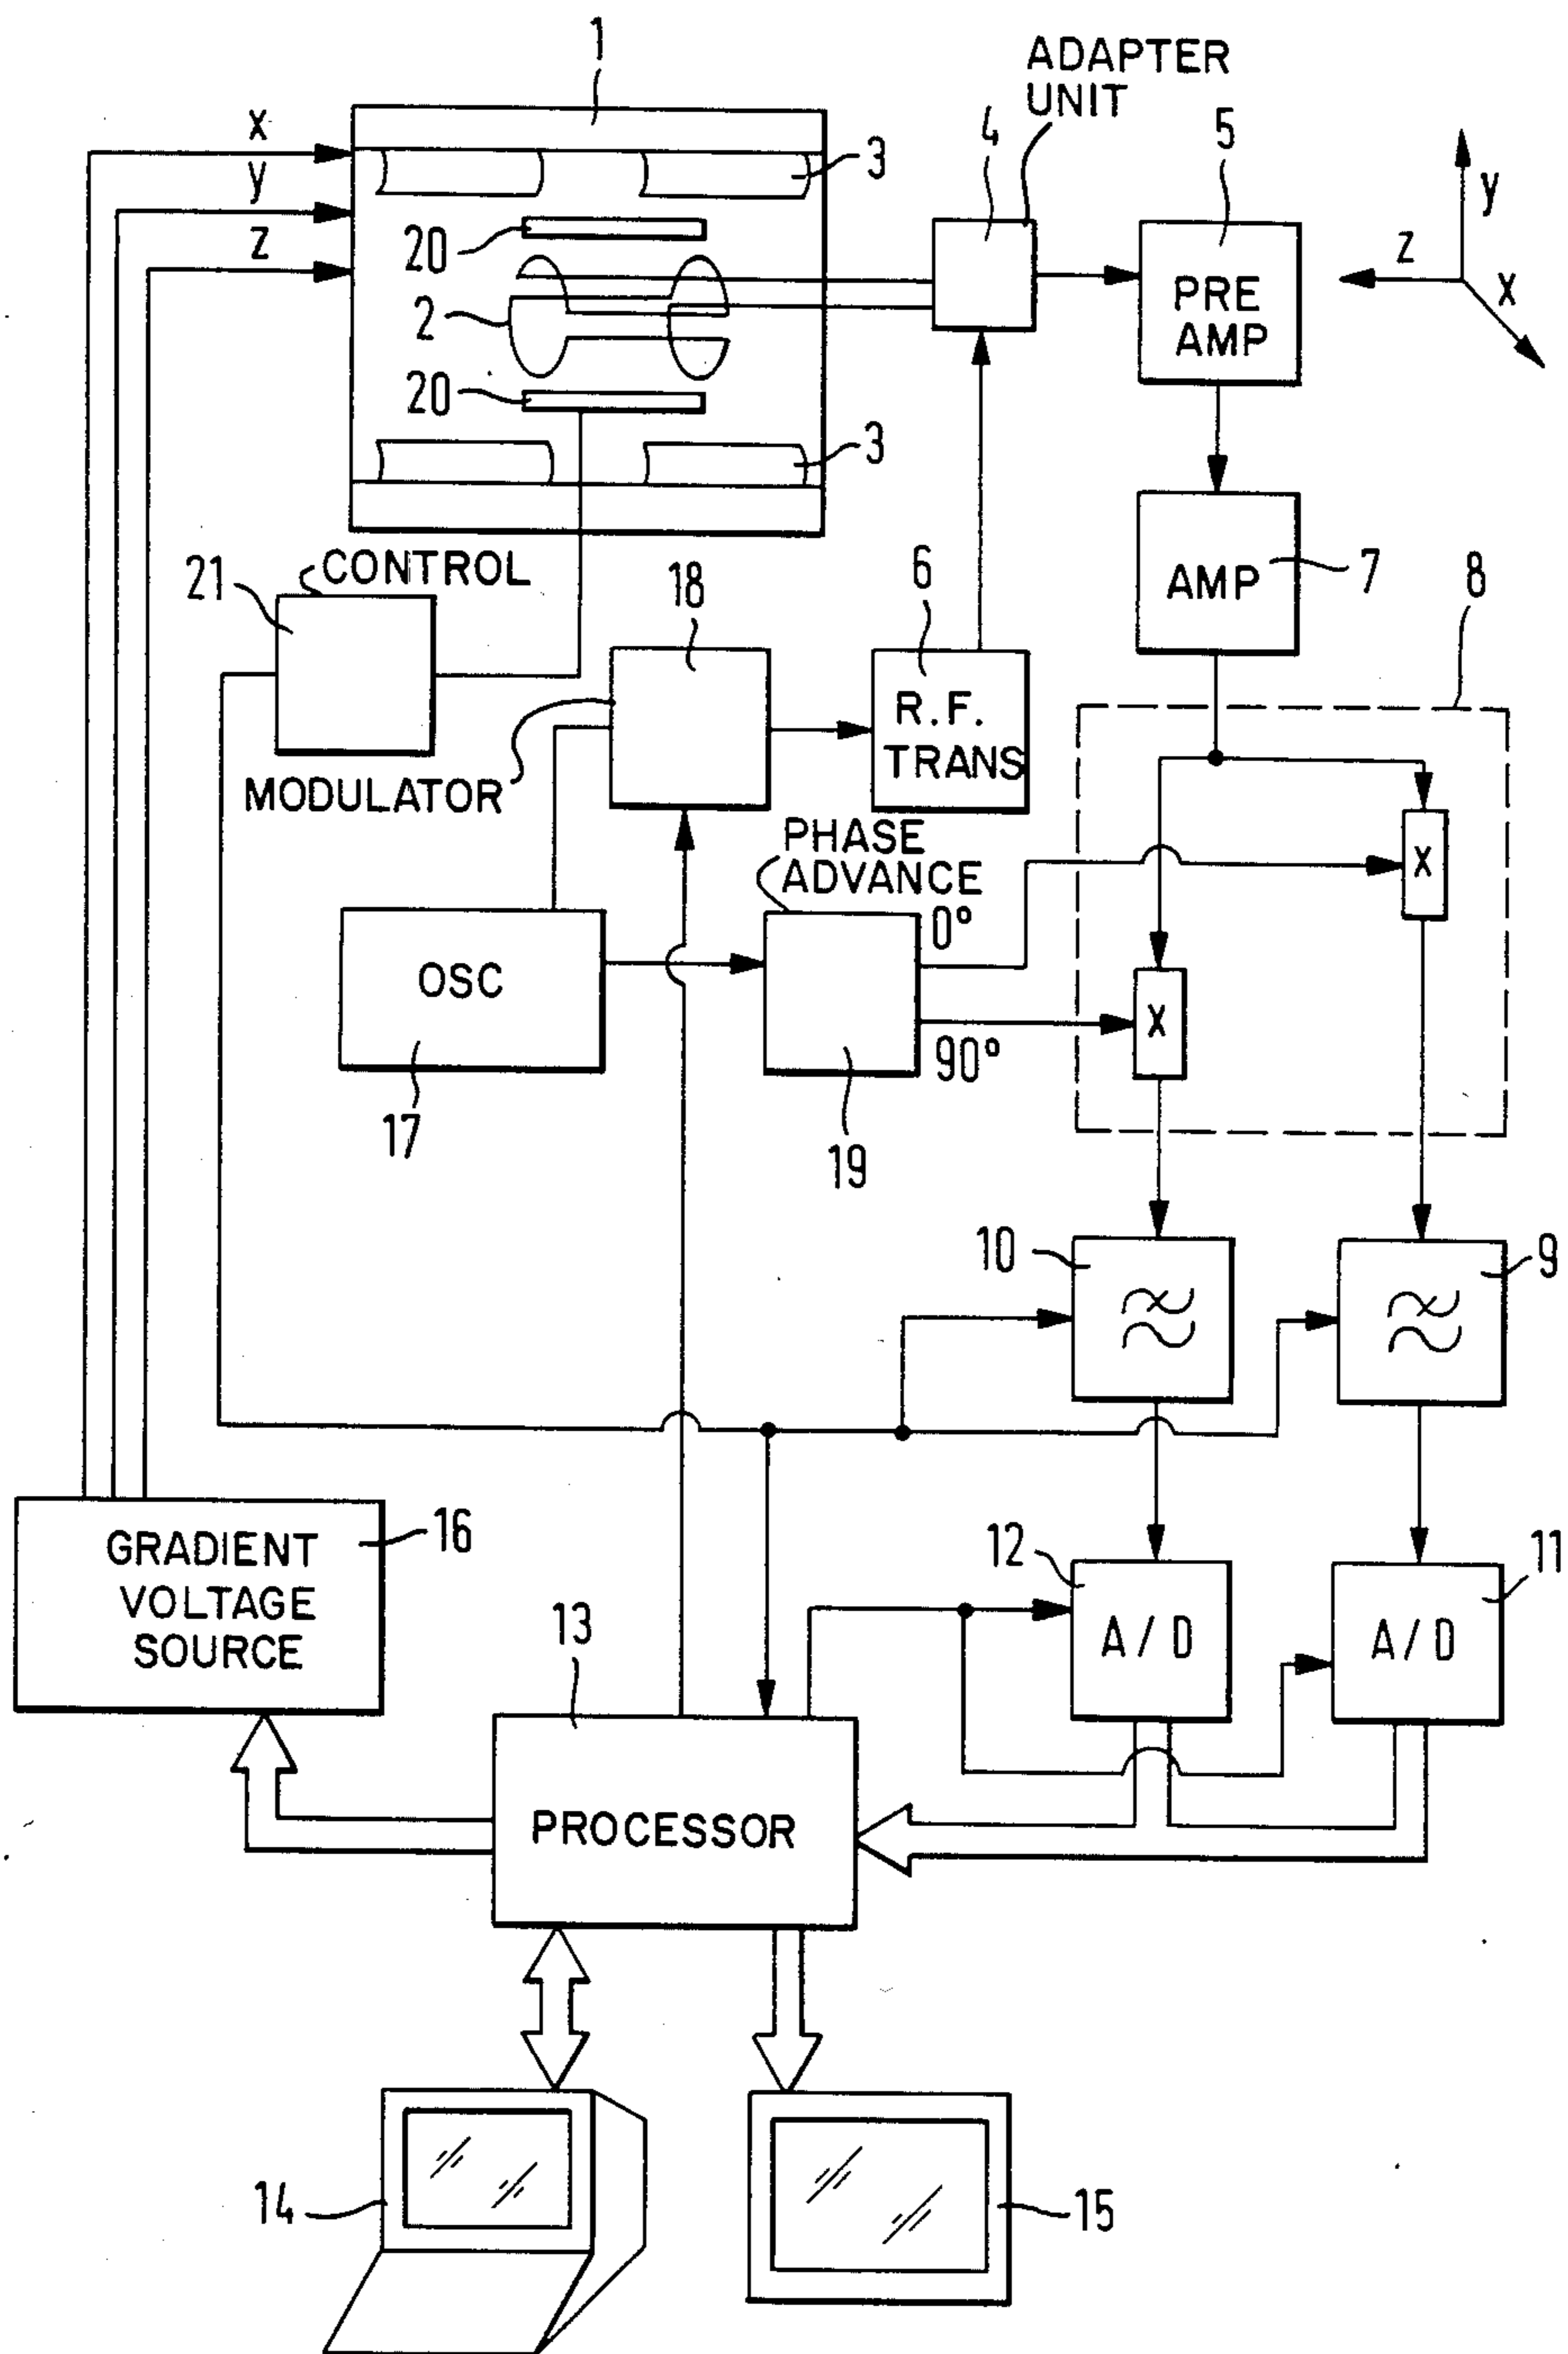 1
ADAPTER
UNIT
x
y
z
3
4
5
y
z
x
20
2
PRE
AMP
20
3
21
CONTROL
18
6
AMP
7
8
R.F.
TRANS
MODULATOR
PHASE
ADVANCE
0°
X
OSC
X
90°
17
19
10
9
16
GRADIENT
VOLTAGE
SOURCE
12
11
13
A/D
A/D
PROCESSOR
14
15